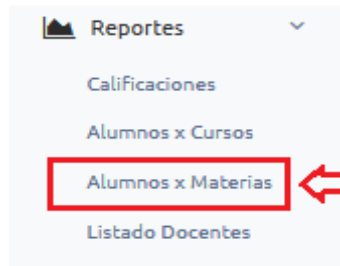 Reportes
Calificaciones
Alumnos x Cursos
Alumnos x Materias
Listado Docentes